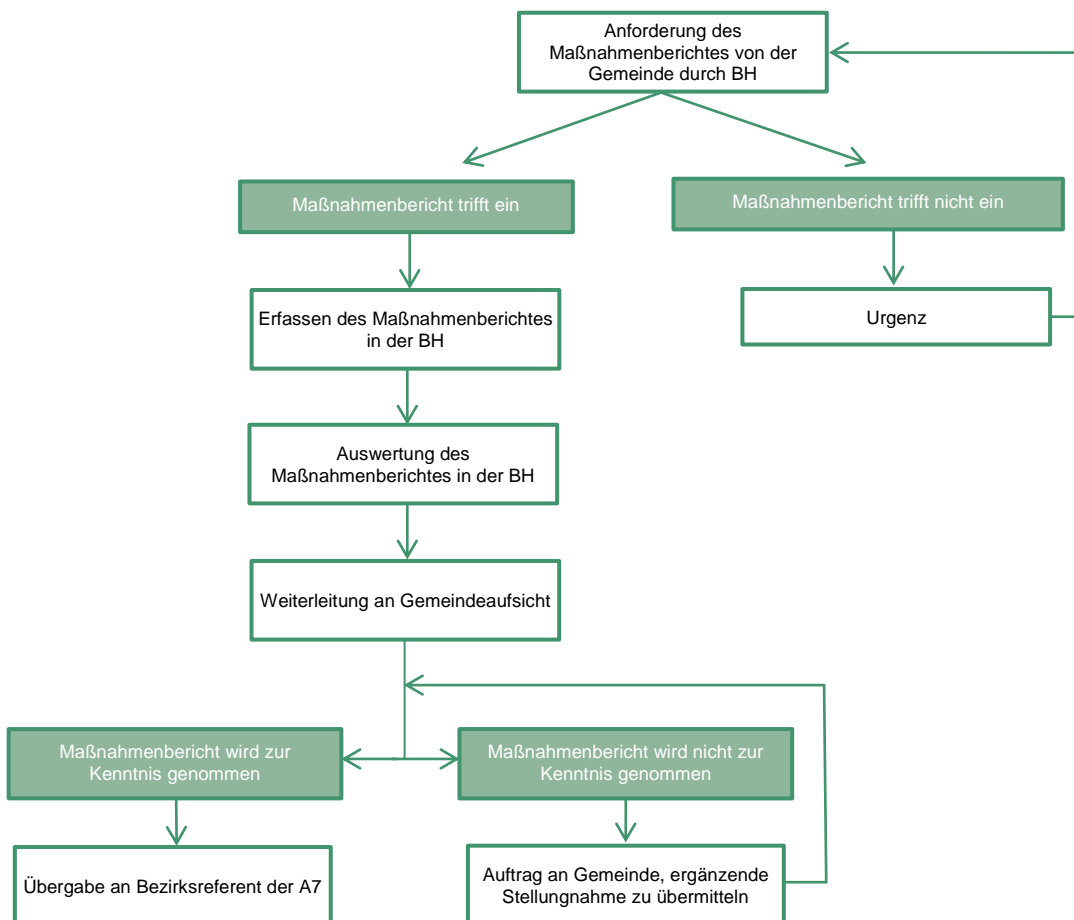 Anforderung des
Maßnahmenberichtes von der
Gemeinde durch BH
Maßnahmenbericht trifft ein
Maßnahmenbericht trifft nicht ein
Erfassen des Maßnahmenberichtes
in der BH
Urgenz
Auswertung des
Maßnahmenberichtes in der BH
Weiterleitung an Gemeindeaufsicht
Maßnahmenbericht wird zur
Kenntnis genommen
Maßnahmenbericht wird nicht zur
Kenntnis genommen
Übergabe an Bezirksreferent der A7
Auftrag an Gemeinde, ergänzende
Stellungnahme zu übermitteln